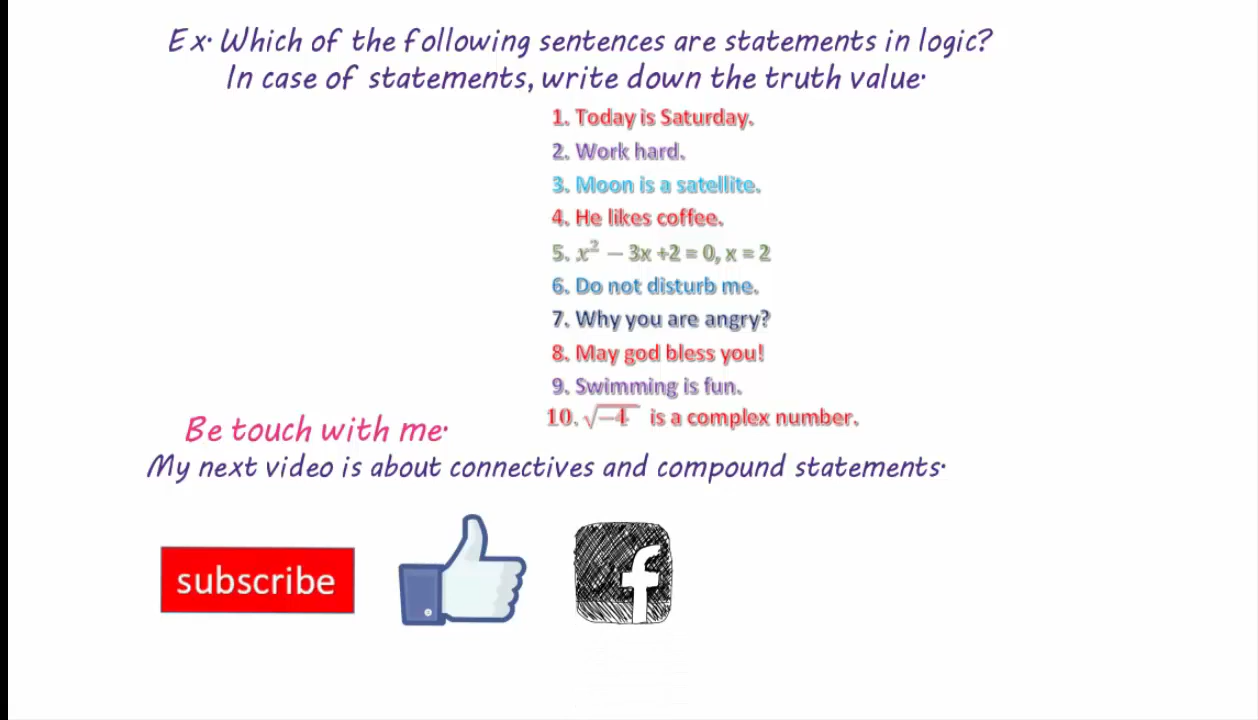 Ex. Which of the following sentences are statements in logic?
In case of statements, write down the truth value.
1. Today is Saturday.
2. Work hard.
3. Moon is a satellite.
4. He likes coffee.
5. x² − 3x +2 = 0, x = 2
6. Do not disturb me.
7. Why you are angry?
8. May god bless you!
9. Swimming is fun.
10. √−4 is a complex number.
Be touch with me.
My next video is about connectives and compound statements.
subscribe
f